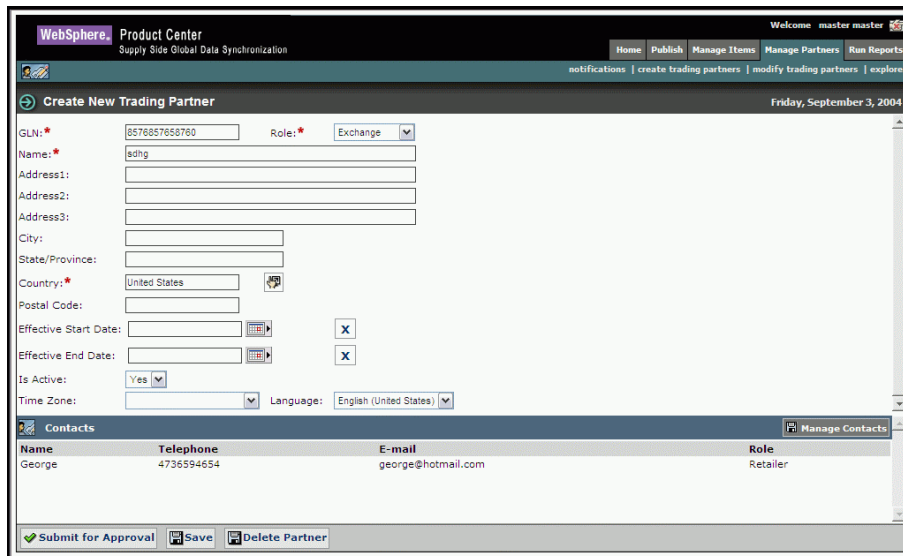 Welcome master master
WebSphere. Product Center
Supply Side Global Data Synchronization
Home Publish Manage Items Manage Partners Run Reports
notifications | create trading partners | modify trading partners | explore
Create New Trading Partner Friday, September 3, 2004
GLN:* 8576857658760 Role:* Exchange
Name:* sdhg
Address1:
Address2:
Address3:
City:
State/Province:
Country:* United States
Postal Code:
Effective Start Date: X
Effective End Date: X
Is Active: Yes
Time Zone: Language: English (United States)
Contacts Manage Contacts
Name Telephone E-mail Role
George 4736594654 george@hotmail.com Retailer
Submit for Approval Save Delete Partner